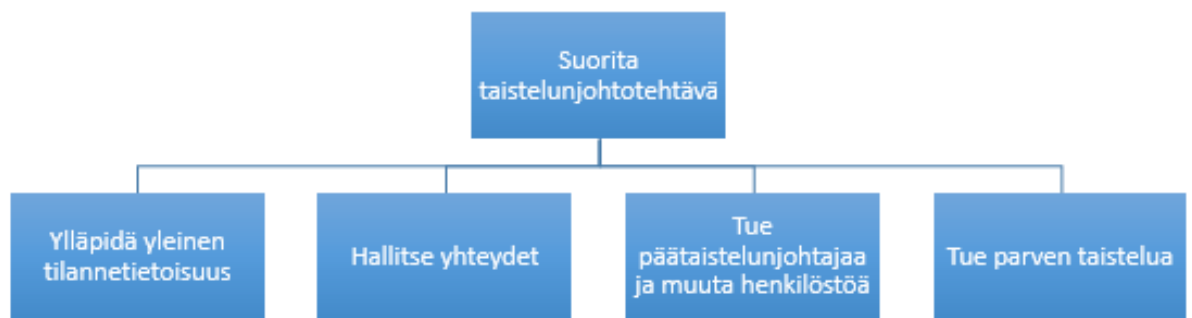 Suorita
taistelunjohtotehtävä
Ylläpidä yleinen
tilannetietoisuus
Hallitse yhteydet
Tue
päätaistelunjohtajaa
ja muuta henkilöstöä
Tue parven taistelua